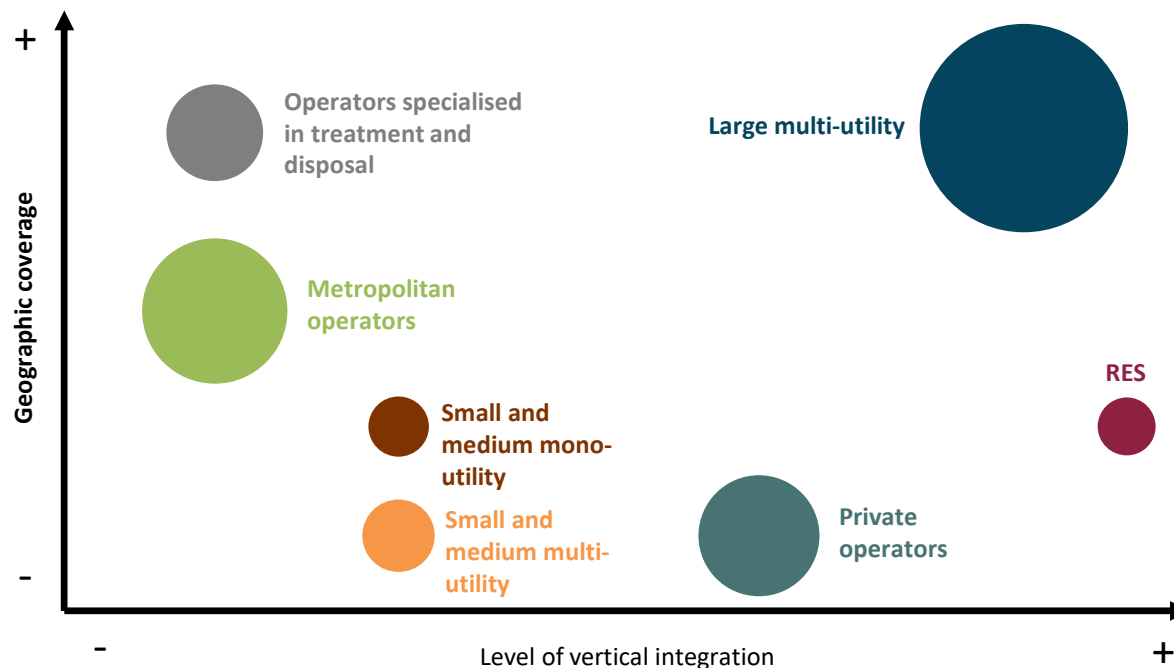 +
Operators specialised
in treatment and
disposal
Large multi-utility
Geographic coverage
Metropolitan
operators
RES
Small and
medium mono-
utility
Small and
medium multi-
utility
Private
operators
-
-
Level of vertical integration
+